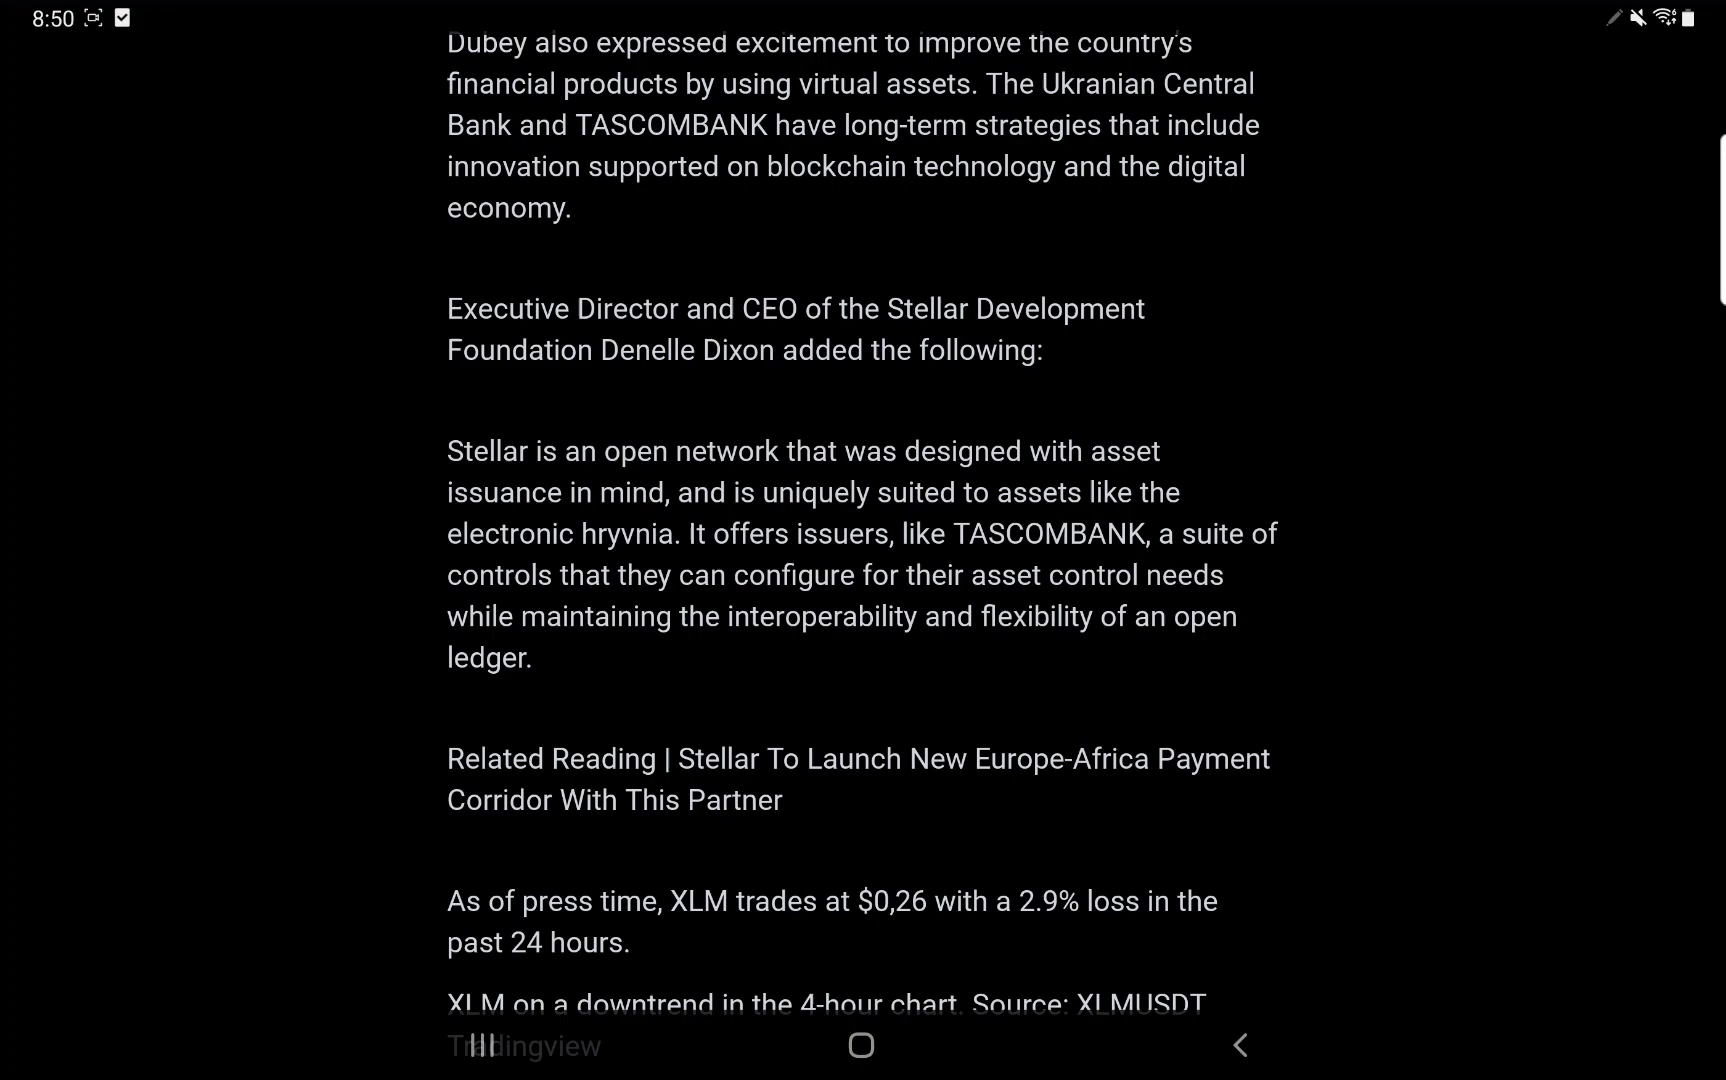 8:50
Dubey also expressed excitement to improve the country's
financial products by using virtual assets. The Ukranian Central
Bank and TASCOMBANK have long-term strategies that include
innovation supported on blockchain technology and the digital
economy.
Executive Director and CEO of the Stellar Development
Foundation Denelle Dixon added the following:
Stellar is an open network that was designed with asset
issuance in mind, and is uniquely suited to assets like the
electronic hryvnia. It offers issuers, like TASCOMBANK, a suite of
controls that they can configure for their asset control needs
while maintaining the interoperability and flexibility of an open
ledger.
Related Reading | Stellar To Launch New Europe-Africa Payment
Corridor With This Partner
As of press time, XLM trades at $0,26 with a 2.9% loss in the
past 24 hours.
XLM on a downtrend in the 4-hour chart. Source: XLMUSDT
Tradingview